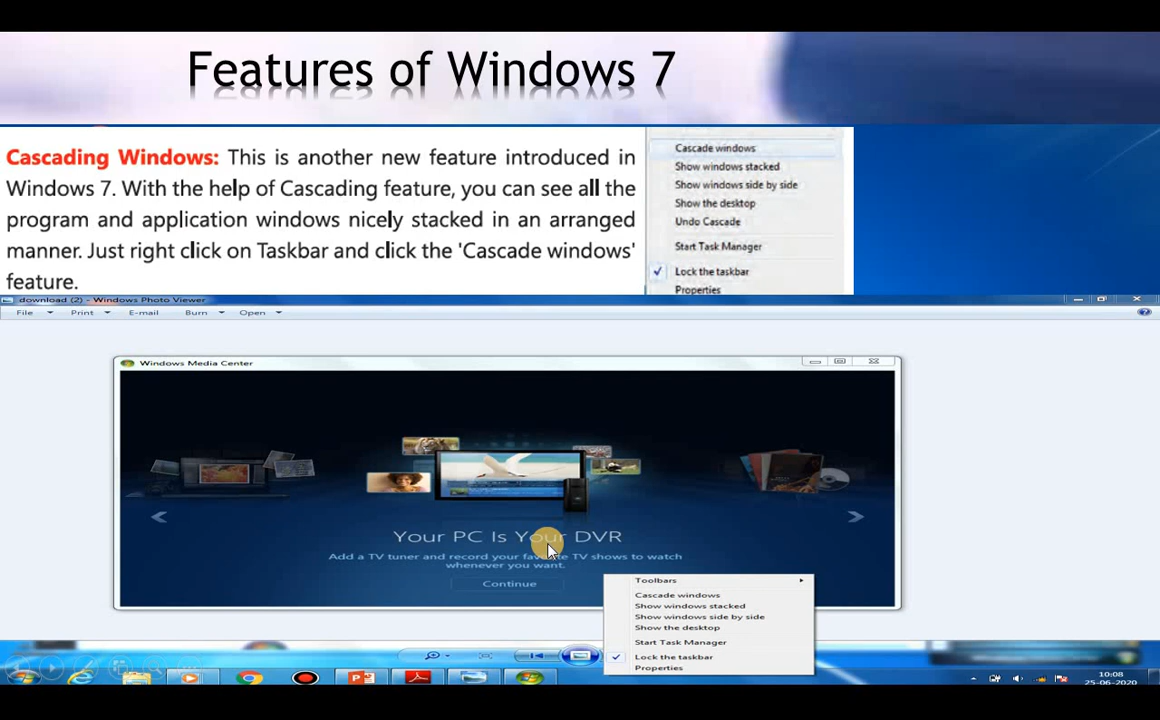 Features of Windows 7
Cascading Windows: This is another new feature introduced in
Windows 7. With the help of Cascading feature, you can see all the
program and application windows nicely stacked in an arranged
manner. Just right click on Taskbar and click the 'Cascade windows'
feature.
Cascade windows
Show windows stacked
Show windows side by side
Show the desktop
Undo Cascade
Start Task Manager
Lock the taskbar
Properties
download (2) - Windows Photo Viewer
File Print E-mail Burn Open
Windows Media Center
Your PC Is Your DVR
Add a TV tuner and record your favorite TV shows to watch
whenever you want.
Continue
Toolbars
Cascade windows
Show windows stacked
Show windows side by side
Show the desktop
Start Task Manager
Lock the taskbar
Properties
10:08
25-06-2020